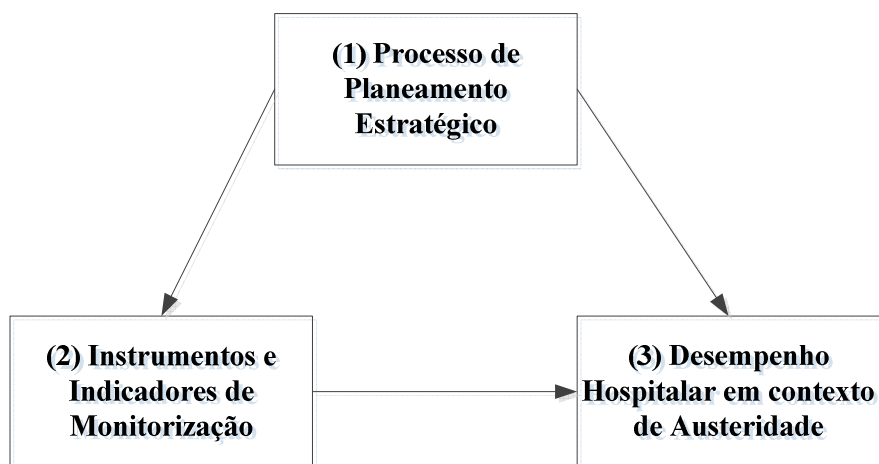 (1) Processo de
Planeamento
Estratégico
(2) Instrumentos e
Indicadores de
Monitorização
(3) Desempenho
Hospitalar em contexto
de Austeridade